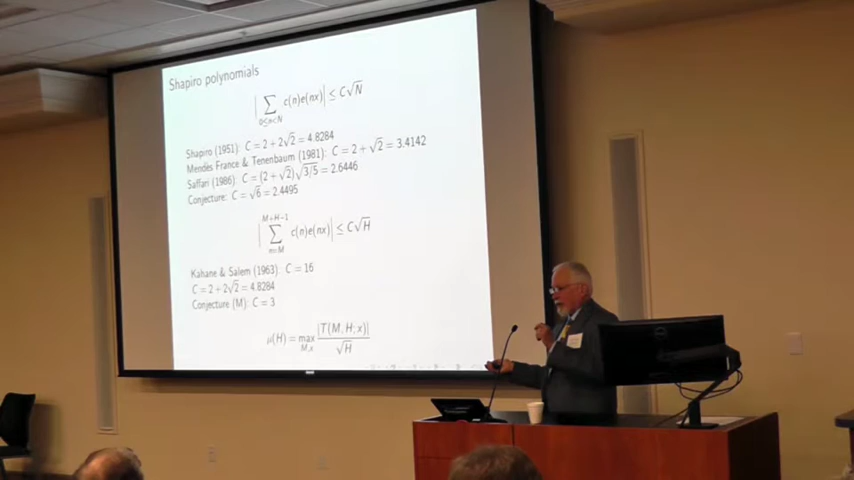 Shapiro polynomials
| ∑_{0≤n<N} c(n)e(nx)| ≤ C√N
Shapiro (1951): C = 2 + 2√2 = 4.8284
Mendès France & Tenenbaum (1981): C = 2 + √2 = 3.4142
Saffari (1986) C = (2 + √2)√(3/5) = 2.6446
Conjecture: C = √6 = 2.4495
| ∑_{n=M}^{M+H−1} c(n)e(nx)| ≤ C√H
Kahane & Salem (1963): C = 16
C = 2 + 2√2 = 4.8284
Conjecture (M): C = 3
μ(H) = max_{M,x} |T(M, H; x)| / √H